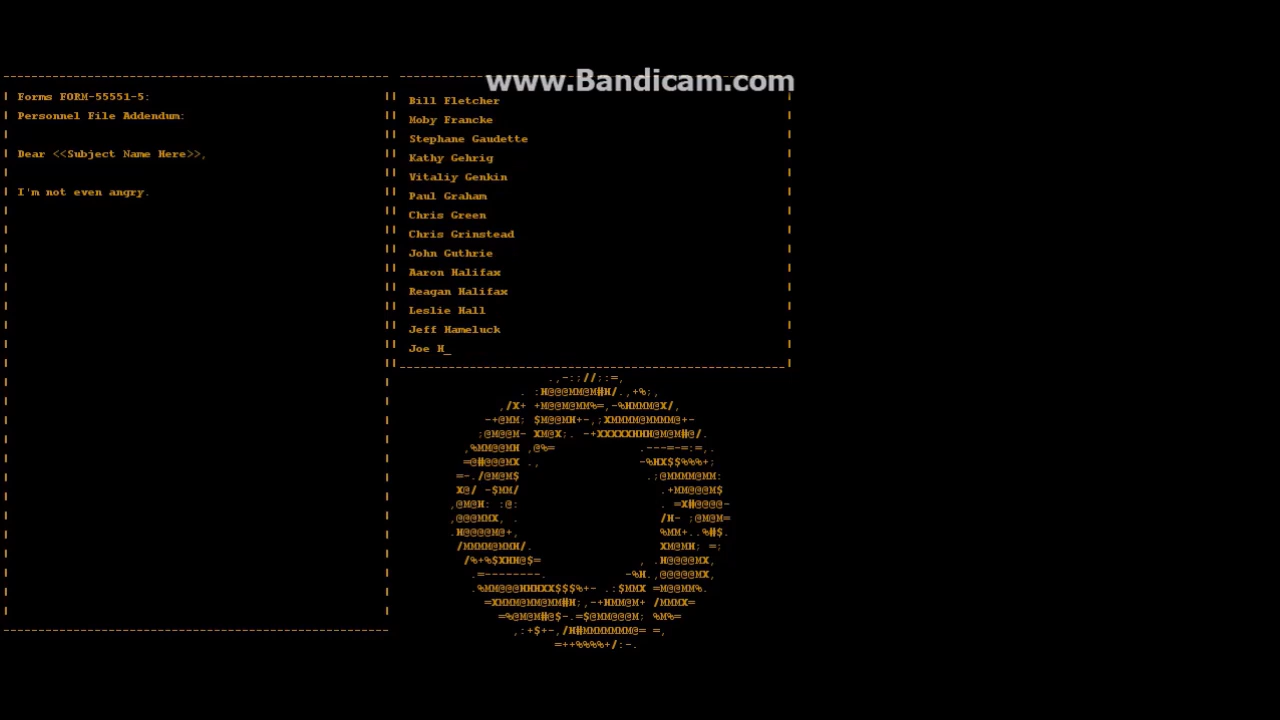 www.Bandicam.com
Forms FORM-55551-5:
Personnel File Addendum:
Dear <<Subject Name Here>>,
I'm not even angry.
Bill Fletcher
Moby Francke
Stephane Gaudette
Kathy Gehrig
Vitaliy Genkin
Paul Graham
Chris Green
Chris Grinstead
John Guthrie
Aaron Halifax
Reagan Halifax
Leslie Hall
Jeff Hameluck
Joe H_